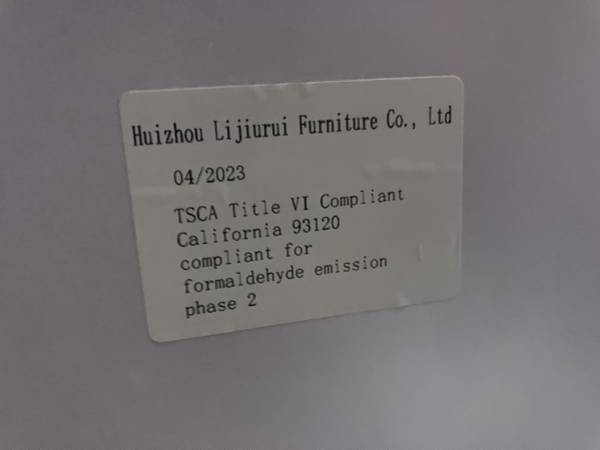 Huizhou Lijiurui Furniture Co., Ltd
04/2023
TSCA Title VI Compliant
California 93120
compliant for
formaldehyde emission
phase 2